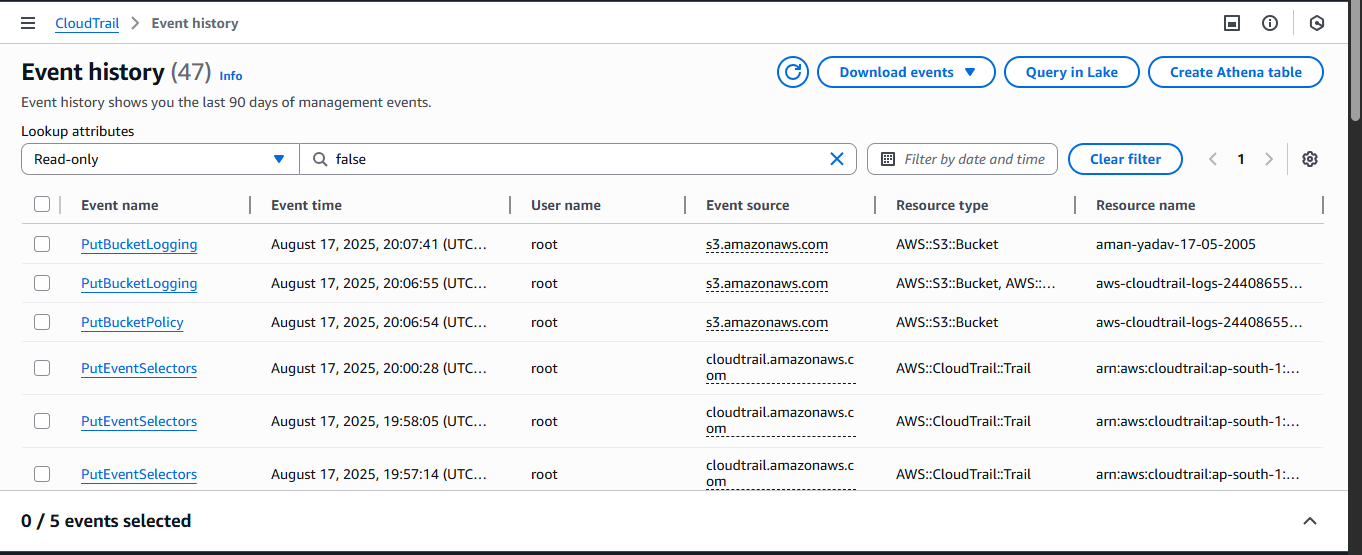 CloudTrail > Event history
Event history (47) Info
Download events
Query in Lake
Create Athena table
Event history shows you the last 90 days of management events.
Lookup attributes
Read-only
false
Filter by date and time
Clear filter
1
Event name Event time User name Event source Resource type Resource name
PutBucketLogging August 17, 2025, 20:07:41 (UTC... root s3.amazonaws.com AWS::S3::Bucket aman-yadav-17-05-2005
PutBucketLogging August 17, 2025, 20:06:55 (UTC... root s3.amazonaws.com AWS::S3::Bucket, AWS::... aws-cloudtrail-logs-24408655...
PutBucketPolicy August 17, 2025, 20:06:54 (UTC... root s3.amazonaws.com AWS::S3::Bucket aws-cloudtrail-logs-24408655...
PutEventSelectors August 17, 2025, 20:00:28 (UTC... root cloudtrail.amazonaws.c
om AWS::CloudTrail::Trail arn:aws:cloudtrail:ap-south-1:...
PutEventSelectors August 17, 2025, 19:58:05 (UTC... root cloudtrail.amazonaws.c
om AWS::CloudTrail::Trail arn:aws:cloudtrail:ap-south-1:...
PutEventSelectors August 17, 2025, 19:57:14 (UTC... root cloudtrail.amazonaws.c
om AWS::CloudTrail::Trail arn:aws:cloudtrail:ap-south-1:...
0 / 5 events selected